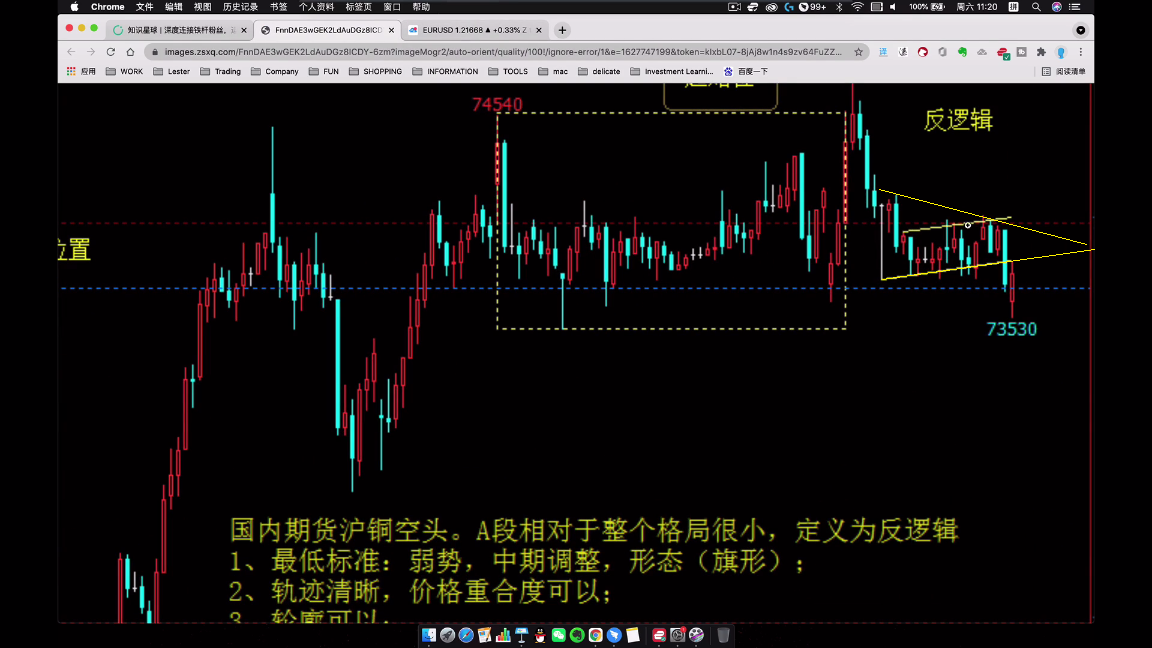 Chrome 文件 编辑 视图 历史记录 书签 个人资料 标签页 窗口 帮助 99+ 100% 周六 11:20 拼
知识星球 | 深度连接铁杆粉丝, FnnDAE3wGEK2LdAuDGz8ICDY EURUSD 1.21668 ▲ +0.33% Z
images.zsxq.com/FnnDAE3wGEK2LdAuDGz8ICDY-6zm?imageMogr2/auto-orient/quality/100!/ignore-error/1&e=1627747199&token=
应用 WORK Lester Trading Company FUN SHOPPING INFORMATION TOOLS mac delicate Investment Learni... 百度一下 阅读清单
74540
反逻辑
位置
73530
国内期货沪铜空头。A段相对于整个格局很小，定义为反逻辑
1、最低标准：弱势，中期调整，形态（旗形）；
2、轨迹清晰，价格重合度可以；
3、轮廓可以；